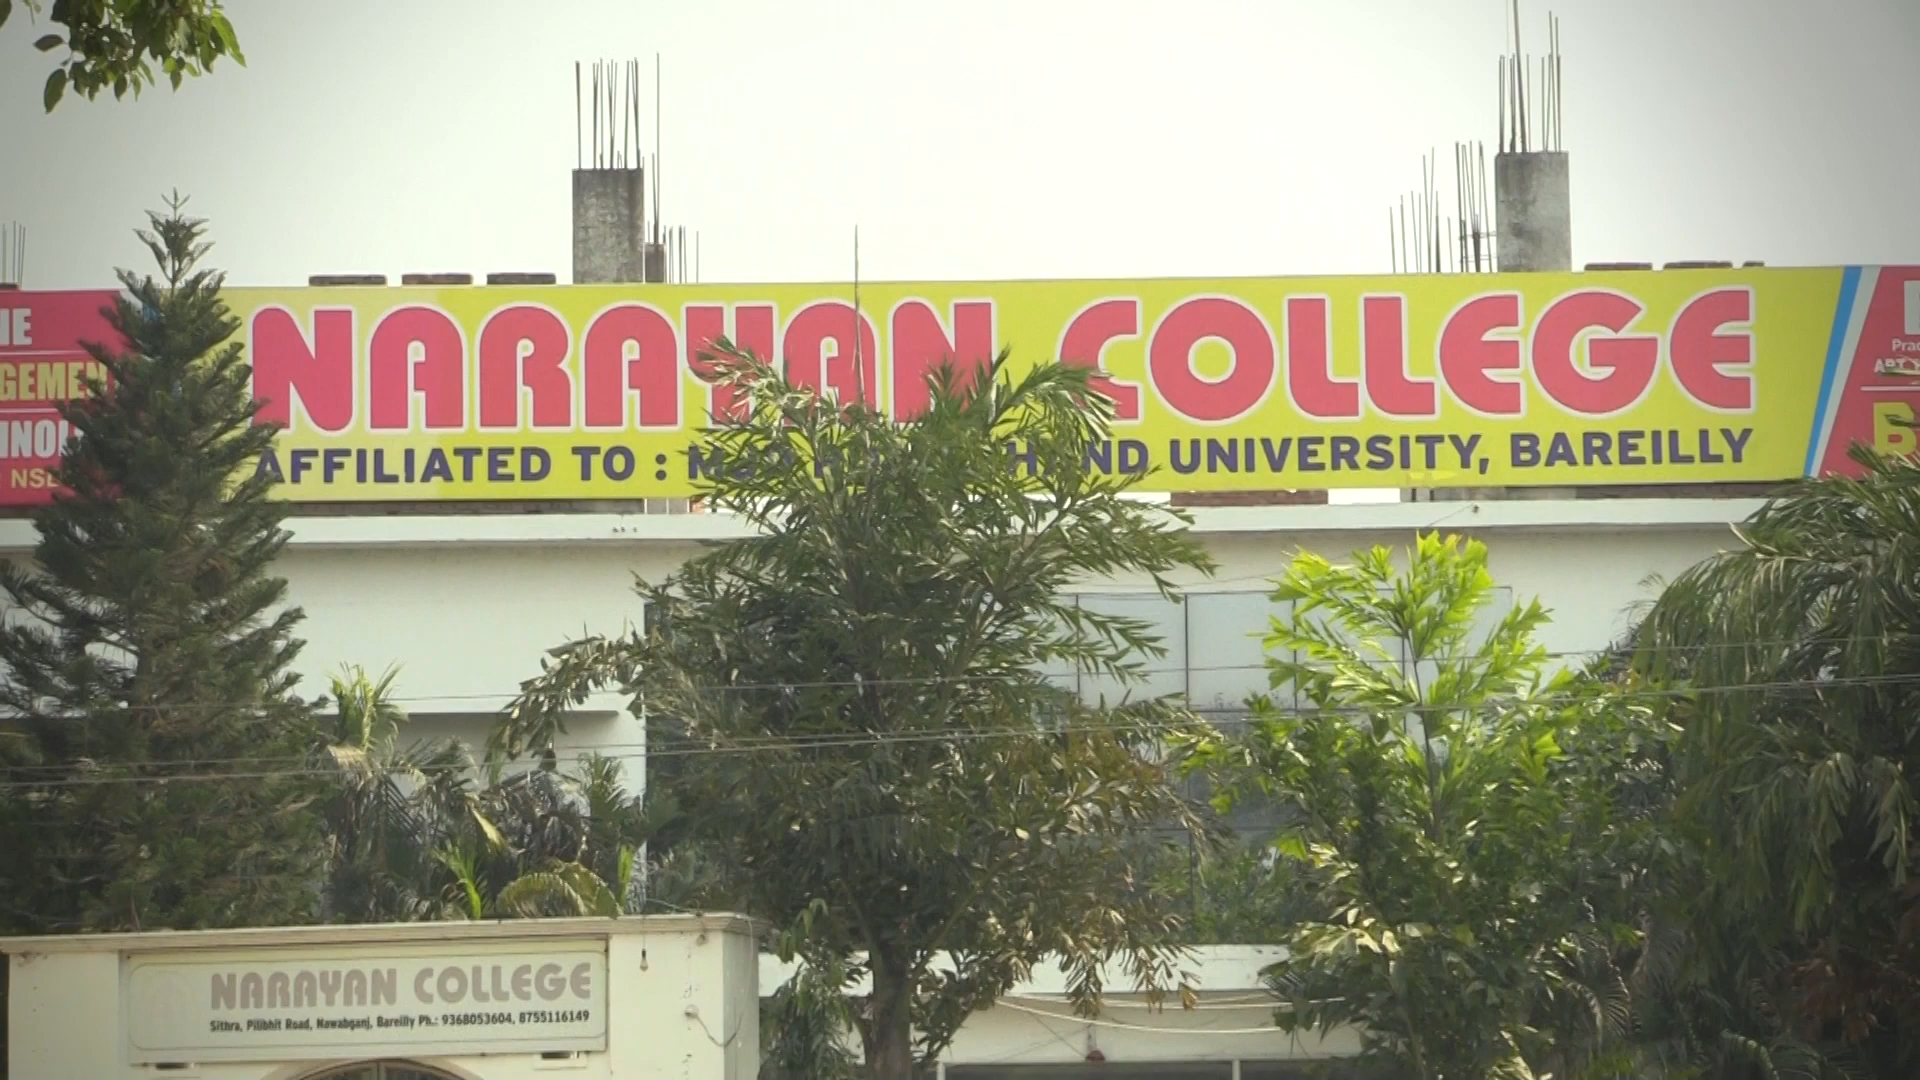 NARAYAN COLLEGE
AFFILIATED TO : UNIVERSITY, BAREILLY
NARAYAN COLLEGE
Sithra, Pilibhit Road, Nawabganj, Bareilly Ph.: 9368053604, 8755116149